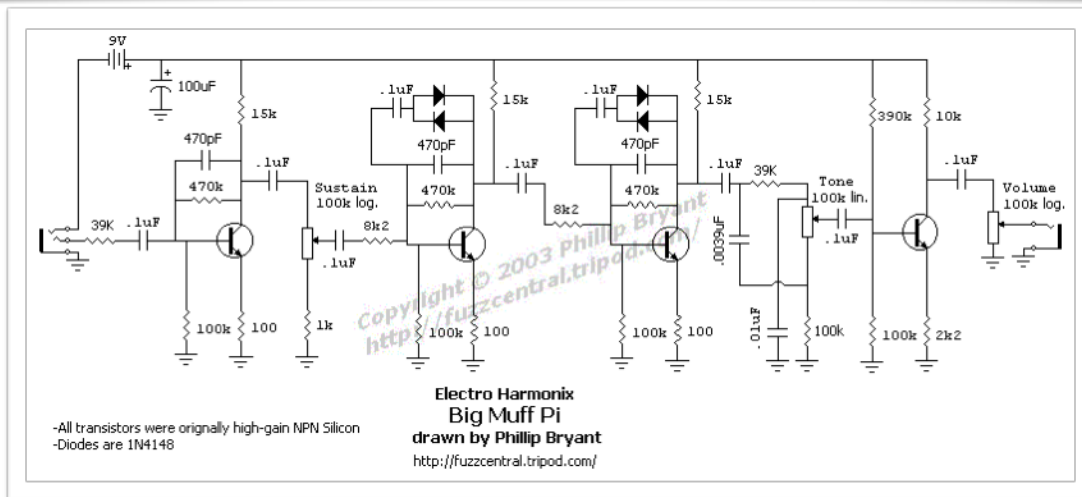 9V
+
+
100uF
15k
470pF
470k
.1uF
39K
.1uF
100k
100
Sustain
100k log.
.1uF
1k
8k2
.1uF
470pF
470k
15k
.1uF
100k
100
8k2
.1uF
470pF
470k
15k
.1uF
100k
100
39K
.0039uF
.01uF
Tone
100k lin.
.1uF
100k
390k
10k
.1uF
100k
2k2
Volume
100k log.
Copyright © 2003 Phillip Bryant
http://fuzzcentral.tripod.com/
Electro Harmonix
Big Muff Pi
drawn by Phillip Bryant
http://fuzzcentral.tripod.com/
-All transistors were orignally high-gain NPN Silicon
-Diodes are 1N4148